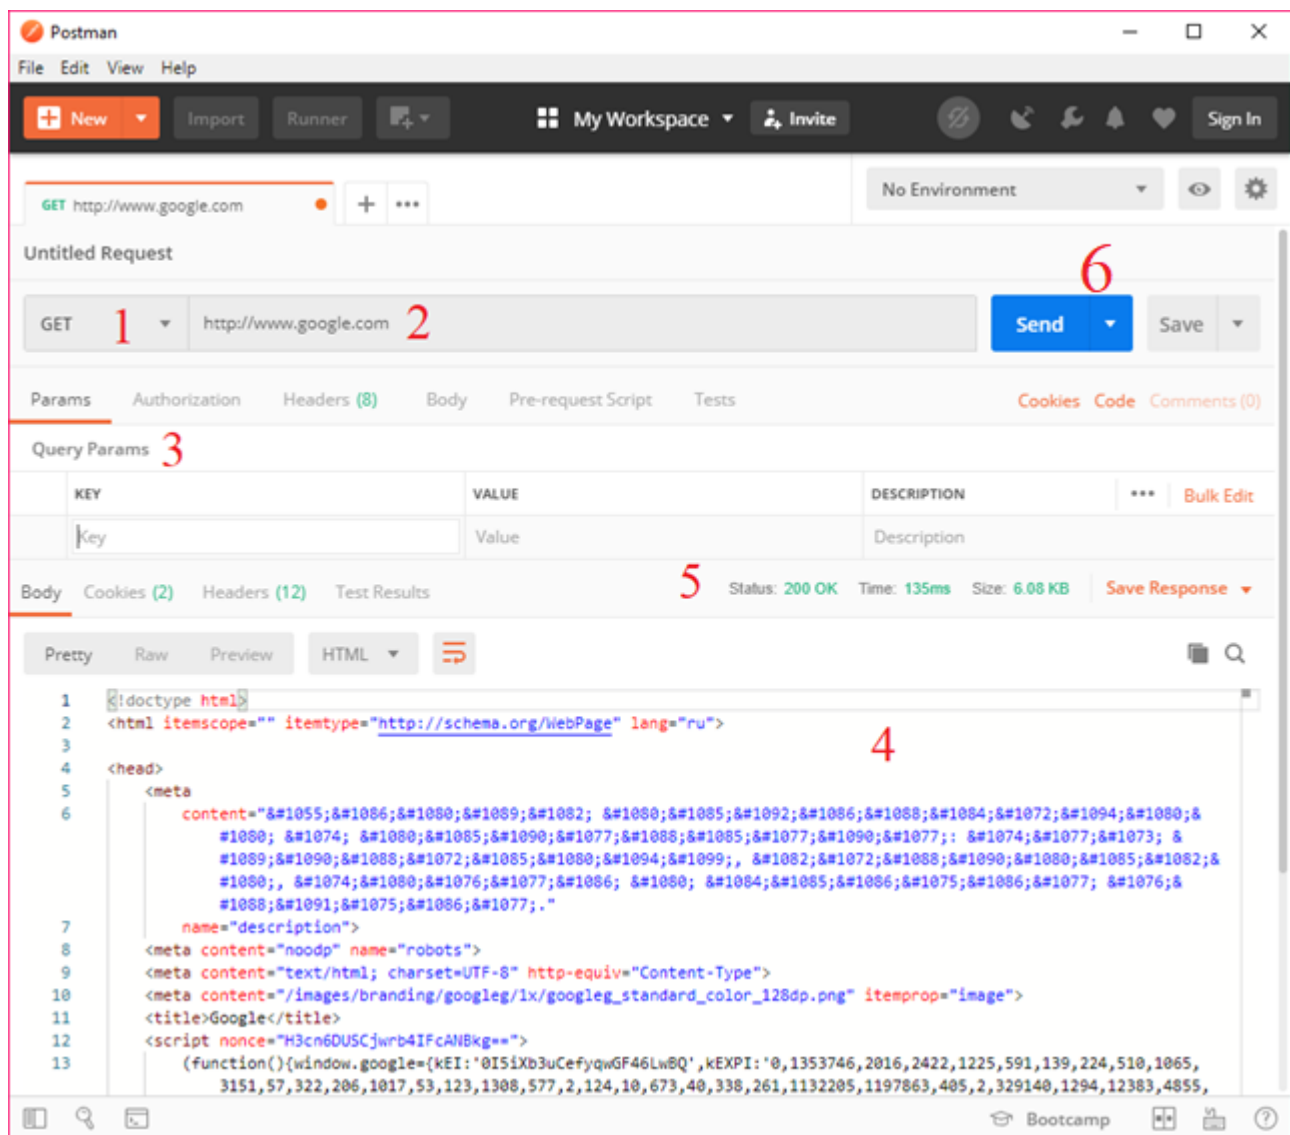 Postman
File Edit View Help
New Import Runner My Workspace Invite Sign In
GET http://www.google.com No Environment
Untitled Request
6
GET 1 http://www.google.com 2 Send Save
Params Authorization Headers (8) Body Pre-request Script Tests Cookies Code Comments (0)
Query Params 3
KEY VALUE DESCRIPTION Bulk Edit
Key Value Description
Body Cookies (2) Headers (12) Test Results 5 Status: 200 OK Time: 135ms Size: 6.08 KB Save Response
Pretty Raw Preview HTML
1 <!doctype html>
2 <html itemscope="" itemtype="http://schema.org/WebPage" lang="ru">
3 4
4 <head>
5 <meta
6 content="&#1055;&#1086;&#1080;&#1089;&#1082; &#1080;&#1085;&#1092;&#1086;&#1088;&#1084;&#1072;&#1094;&#1080;&
#1080; &#1074; &#1080;&#1085;&#1090;&#1077;&#1088;&#1085;&#1077;&#1090;&#1077;: &#1074;&#1077;&#1073; &
#1089;&#1090;&#1088;&#1072;&#1085;&#1080;&#1094;&#1099;, &#1082;&#1072;&#1088;&#1090;&#1080;&#1085;&#1082;&
#1080;, &#1074;&#1080;&#1076;&#1077;&#1086; &#1080; &#1084;&#1085;&#1086;&#1075;&#1086;&#1077; &#1076;&
#1088;&#1091;&#1075;&#1086;&#1077;."
7 name="description">
8 <meta content="noodp" name="robots">
9 <meta content="text/html; charset=UTF-8" http-equiv="Content-Type">
10 <meta content="/images/branding/googleg/1x/googleg_standard_color_128dp.png" itemprop="image">
11 <title>Google</title>
12 <script nonce="H3cn6DUSCjwrb4IFcANBkg==">
13 (function(){window.google={kEI:'0I5iXb3uCefyqwGF46LwBQ',kEXPI:'0,1353746,2016,2422,1225,591,139,224,510,1065,
3151,57,322,206,1017,53,123,1308,577,2,124,10,673,40,338,261,1132205,1197863,405,2,329140,1294,12383,4855,
Bootcamp